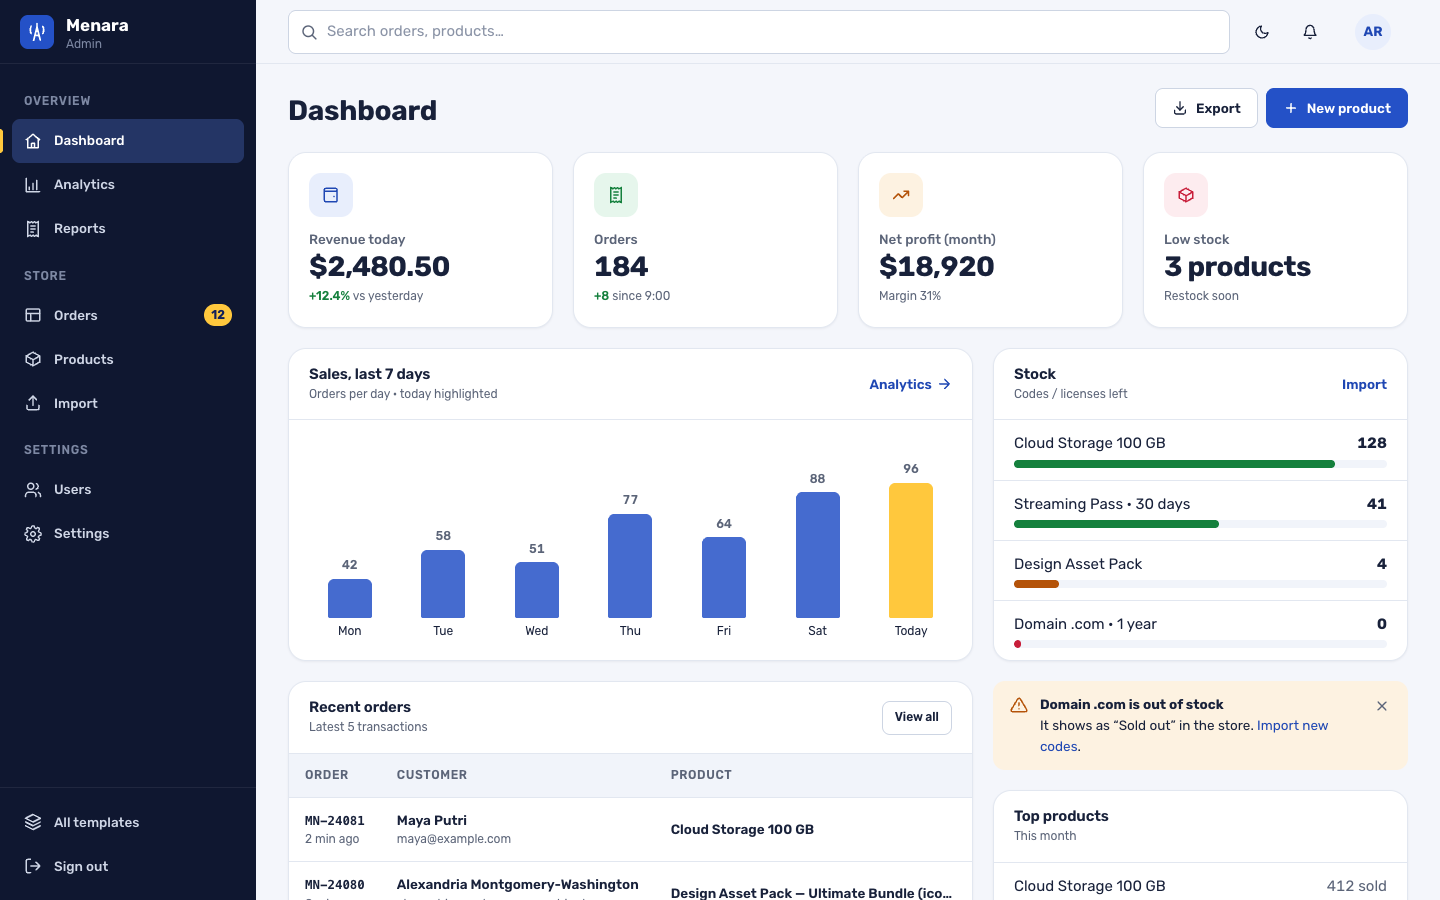 Menara
Admin
OVERVIEW
Dashboard
Analytics
Reports
STORE
Orders 12
Products
Import
SETTINGS
Users
Settings
All templates
Sign out
Search orders, products…
AR
Dashboard
Export
New product
Revenue today
$2,480.50
+12.4% vs yesterday
Orders
184
+8 since 9:00
Net profit (month)
$18,920
Margin 31%
Low stock
3 products
Restock soon
Sales, last 7 days
Orders per day • today highlighted
Analytics
42
58
51
77
64
88
96
Mon
Tue
Wed
Thu
Fri
Sat
Today
Stock
Codes / licenses left
Import
Cloud Storage 100 GB 128
Streaming Pass • 30 days 41
Design Asset Pack 4
Domain .com • 1 year 0
Recent orders
Latest 5 transactions
View all
ORDER CUSTOMER PRODUCT
MN–24081 Maya Putri Cloud Storage 100 GB
2 min ago maya@example.com
MN–24080 Alexandria Montgomery-Washington Design Asset Pack — Ultimate Bundle (ico…
Domain .com is out of stock
It shows as “Sold out” in the store. Import new
codes.
Top products
This month
Cloud Storage 100 GB 412 sold